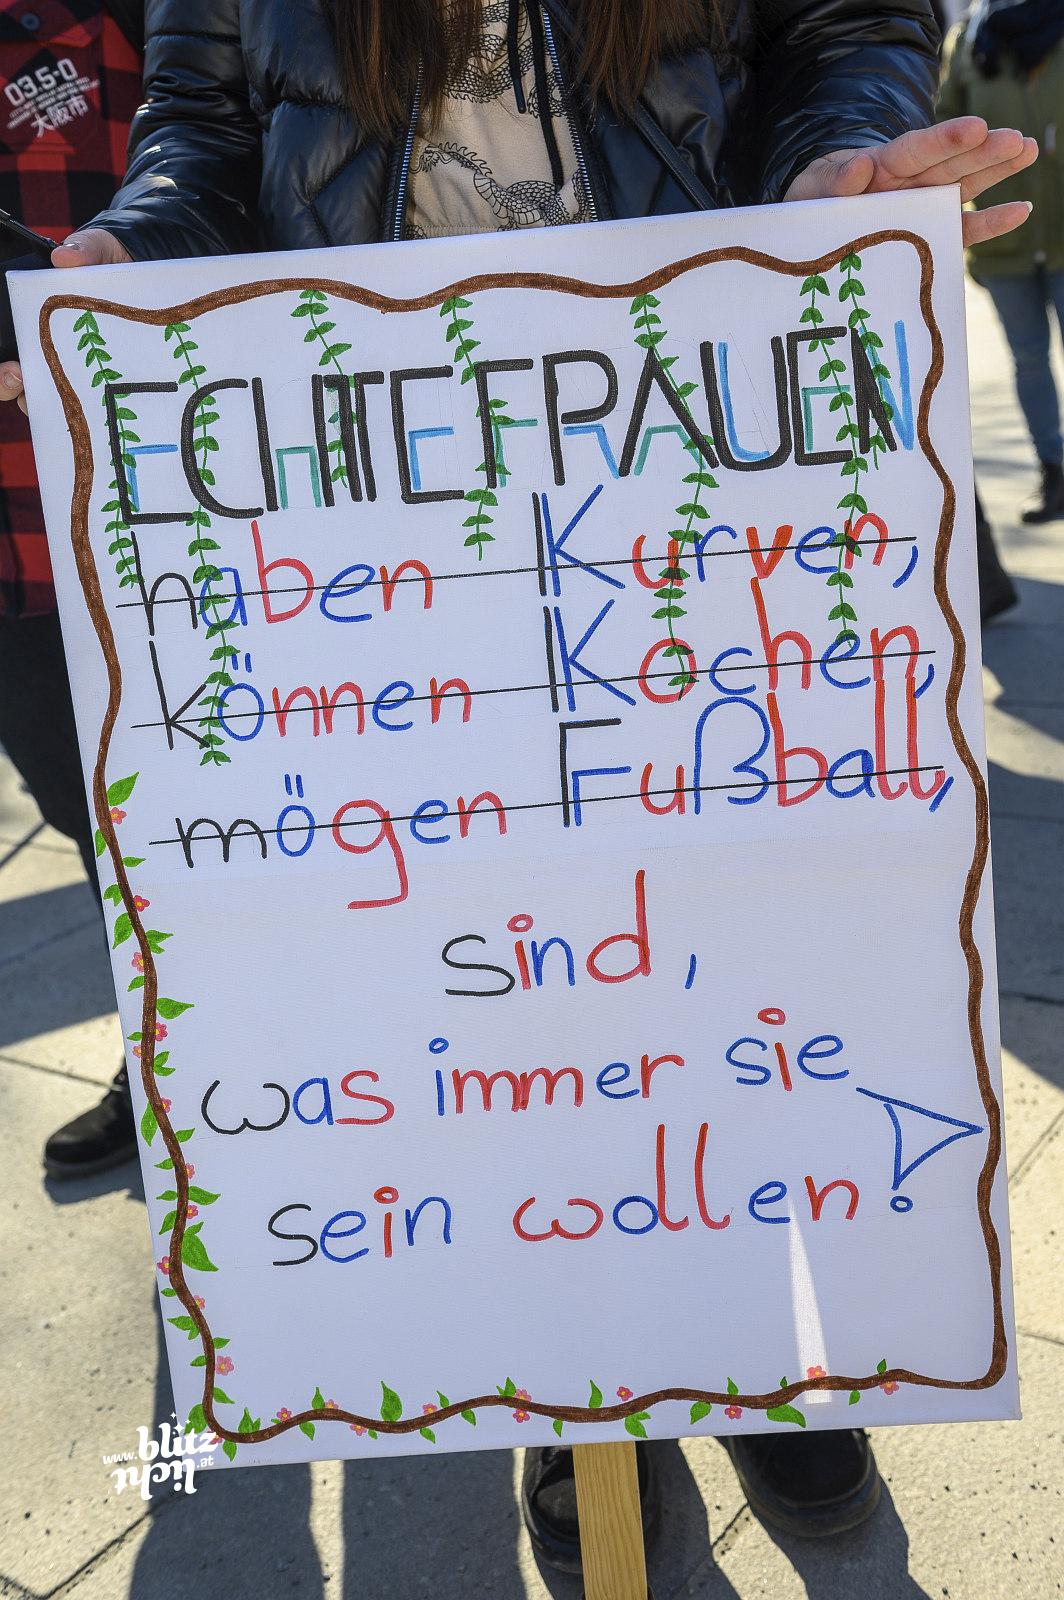 03.5-0
大阪市
ECHTE FRAUEN
haben Kurven,
können Kochen,
mögen Fußball,
sind,
was immer sie
sein wollen!
www.blitzlicht.at